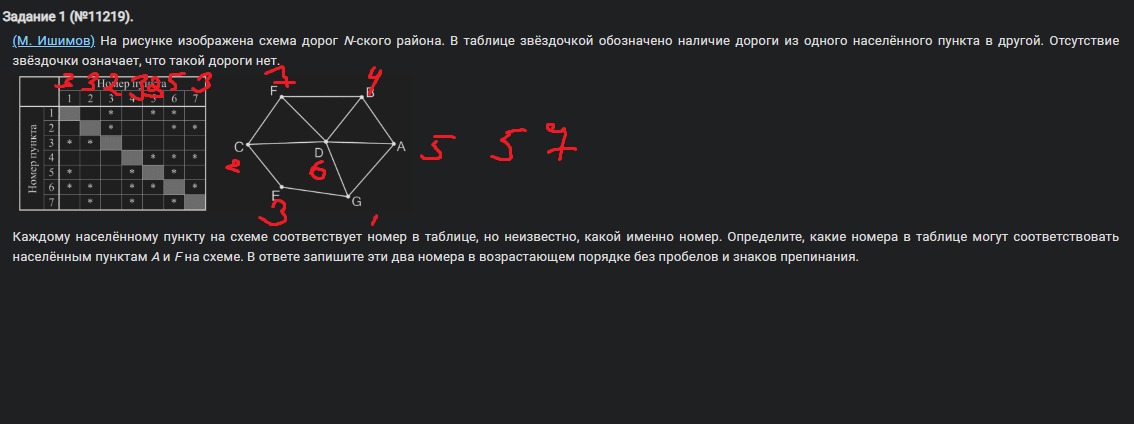 Задание 1 (№11219).
(М. Ишимов) На рисунке изображена схема дорог N-ского района. В таблице звёздочкой обозначено наличие дороги из одного населённого пункта в другой. Отсутствие
звёздочки означает, что такой дороги нет.
3 3 2 3 3 5 3
Номер пункта
1 2 3 4 5 6 7
Номер пункта
1 * * *
2 * * *
3 * *
4 * * *
5 * * *
6 * * * * *
7 * * *
7 4
F B
C D A 5 5 7
2 6
E G
3 1
Каждому населённому пункту на схеме соответствует номер в таблице, но неизвестно, какой именно номер. Определите, какие номера в таблице могут соответствовать
населённым пунктам A и F на схеме. В ответе запишите эти два номера в возрастающем порядке без пробелов и знаков препинания.